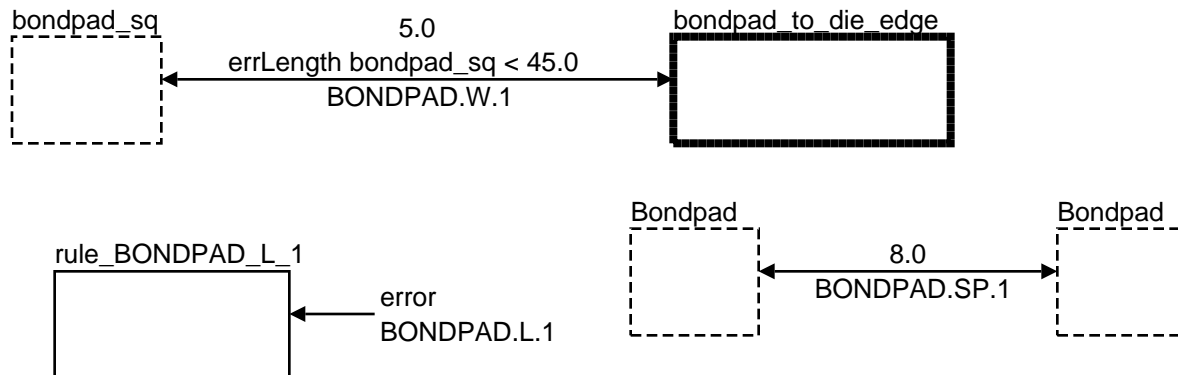 bondpad_sq
5.0
errLength bondpad_sq < 45.0
BONDPAD.W.1
bondpad_to_die_edge
rule_BONDPAD_L_1
error
BONDPAD.L.1
Bondpad
8.0
BONDPAD.SP.1
Bondpad